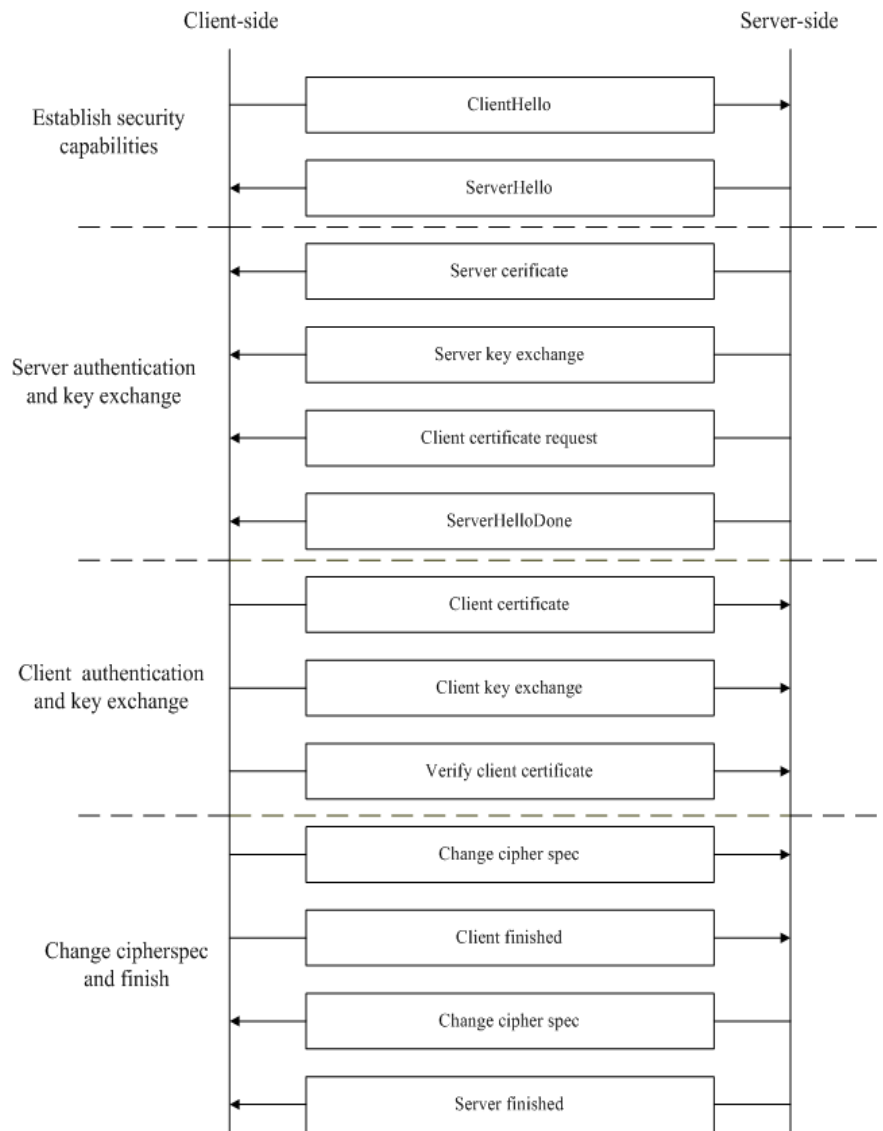 Client-side
Server-side
Establish security
capabilities
ClientHello
ServerHello
Server authentication
and key exchange
Server cerificate
Server key exchange
Client certificate request
ServerHelloDone
Client authentication
and key exchange
Client certificate
Client key exchange
Verify client certificate
Change cipherspec
and finish
Change cipher spec
Client finished
Change cipher spec
Server finished